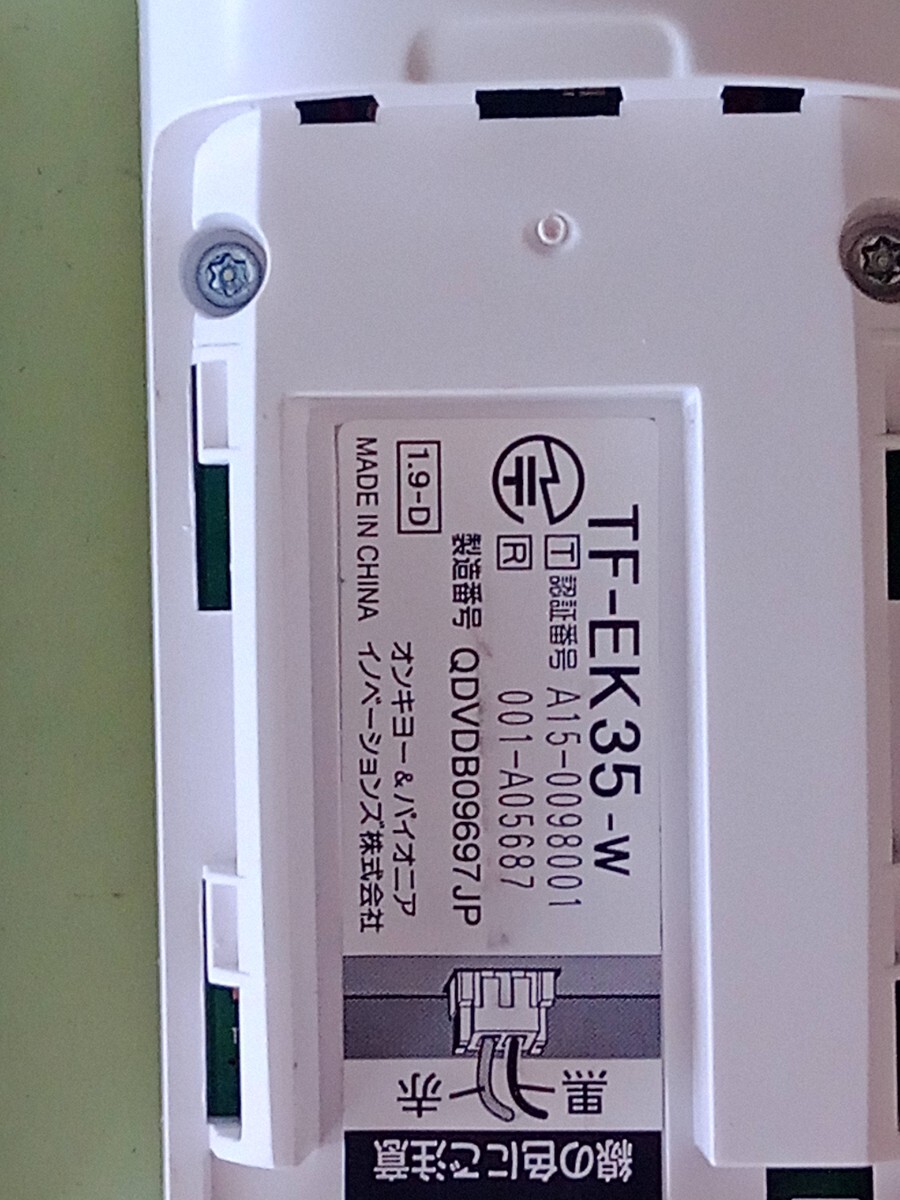 TF-EK35-W
T 認証番号 A15-0098001
R 001-A05687
製造番号 QDVDB09697JP
1.9-D
オンキヨー&パイオニア
MADE IN CHINA イノベーションズ株式会社
黒
赤
線の色にご注意